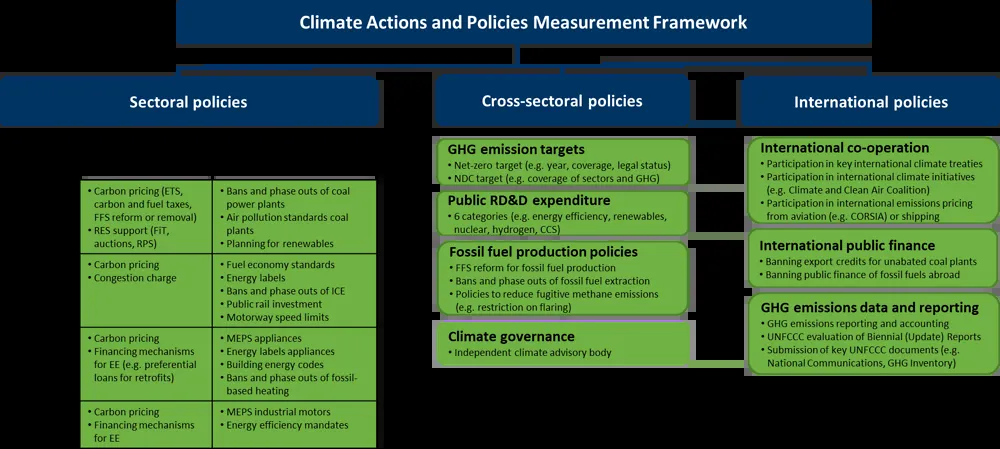 Climate Actions and Policies Measurement Framework
Sectoral policies
• Carbon pricing (ETS,
carbon and fuel taxes,
FFS reform or removal)
• RES support (FiT,
auctions, RPS)
• Bans and phase outs of coal
power plants
• Air pollution standards coal
plants
• Planning for renewables
• Carbon pricing
• Congestion charge
• Fuel economy standards
• Energy labels
• Bans and phase outs of ICE
• Public rail investment
• Motorway speed limits
• Carbon pricing
• Financing mechanisms
for EE (e.g. preferential
loans for retrofits)
• MEPS appliances
• Energy labels appliances
• Building energy codes
• Bans and phase outs of fossil-
based heating
• Carbon pricing
• Financing mechanisms
for EE
• MEPS industrial motors
• Energy efficiency mandates
Cross-sectoral policies
GHG emission targets
• Net-zero target (e.g. year, coverage, legal status)
• NDC target (e.g. coverage of sectors and GHG)
Public RD&D expenditure
• 6 categories (e.g. energy efficiency, renewables,
nuclear, hydrogen, CCS)
Fossil fuel production policies
• FFS reform for fossil fuel production
• Bans and phase outs of fossil fuel extraction
• Policies to reduce fugitive methane emissions
(e.g. restriction on flaring)
Climate governance
• Independent climate advisory body
International policies
International co-operation
• Participation in key international climate treaties
• Participation in international climate initiatives
(e.g. Climate and Clean Air Coalition)
• Participation in international emissions pricing
from aviation (e.g. CORSIA) or shipping
International public finance
• Banning export credits for unabated coal plants
• Banning public finance of fossil fuels abroad
GHG emissions data and reporting
• GHG emissions reporting and accounting
• UNFCCC evaluation of Biennial (Update) Reports
• Submission of key UNFCCC documents (e.g.
National Communications, GHG Inventory)